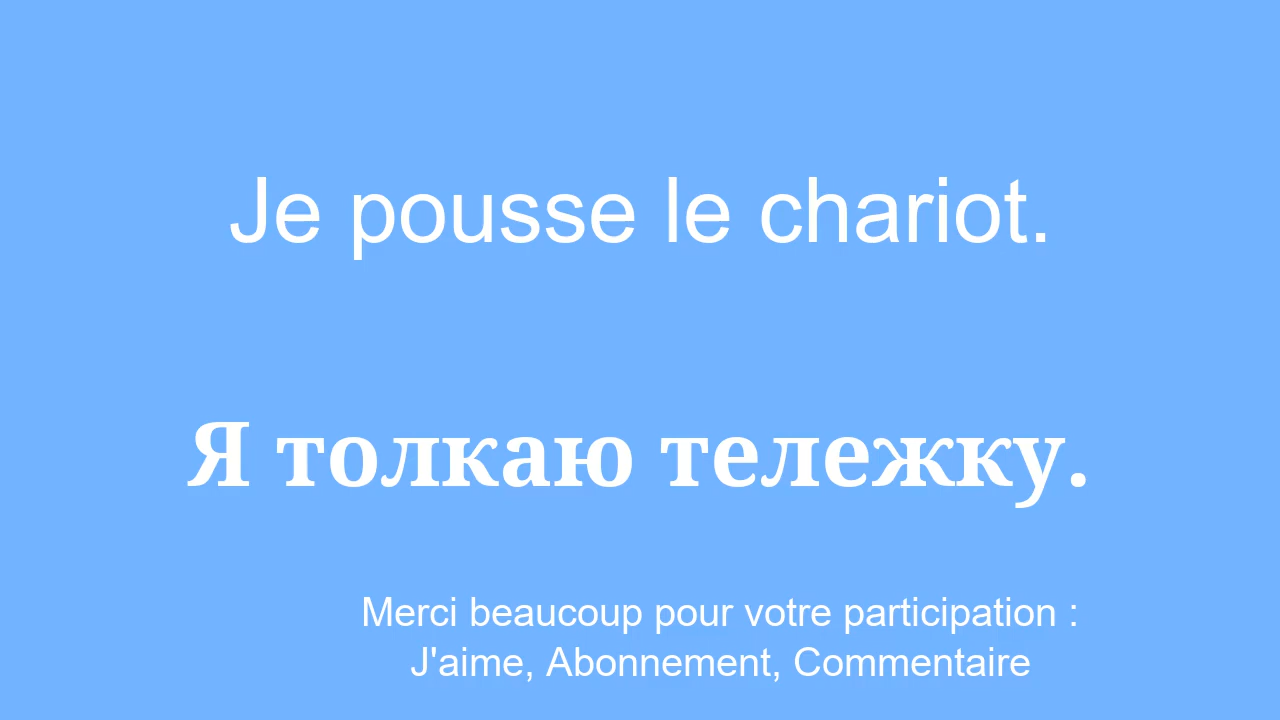 Je pousse le chariot.
Я толкаю тележку.
Merci beaucoup pour votre participation :
J'aime, Abonnement, Commentaire